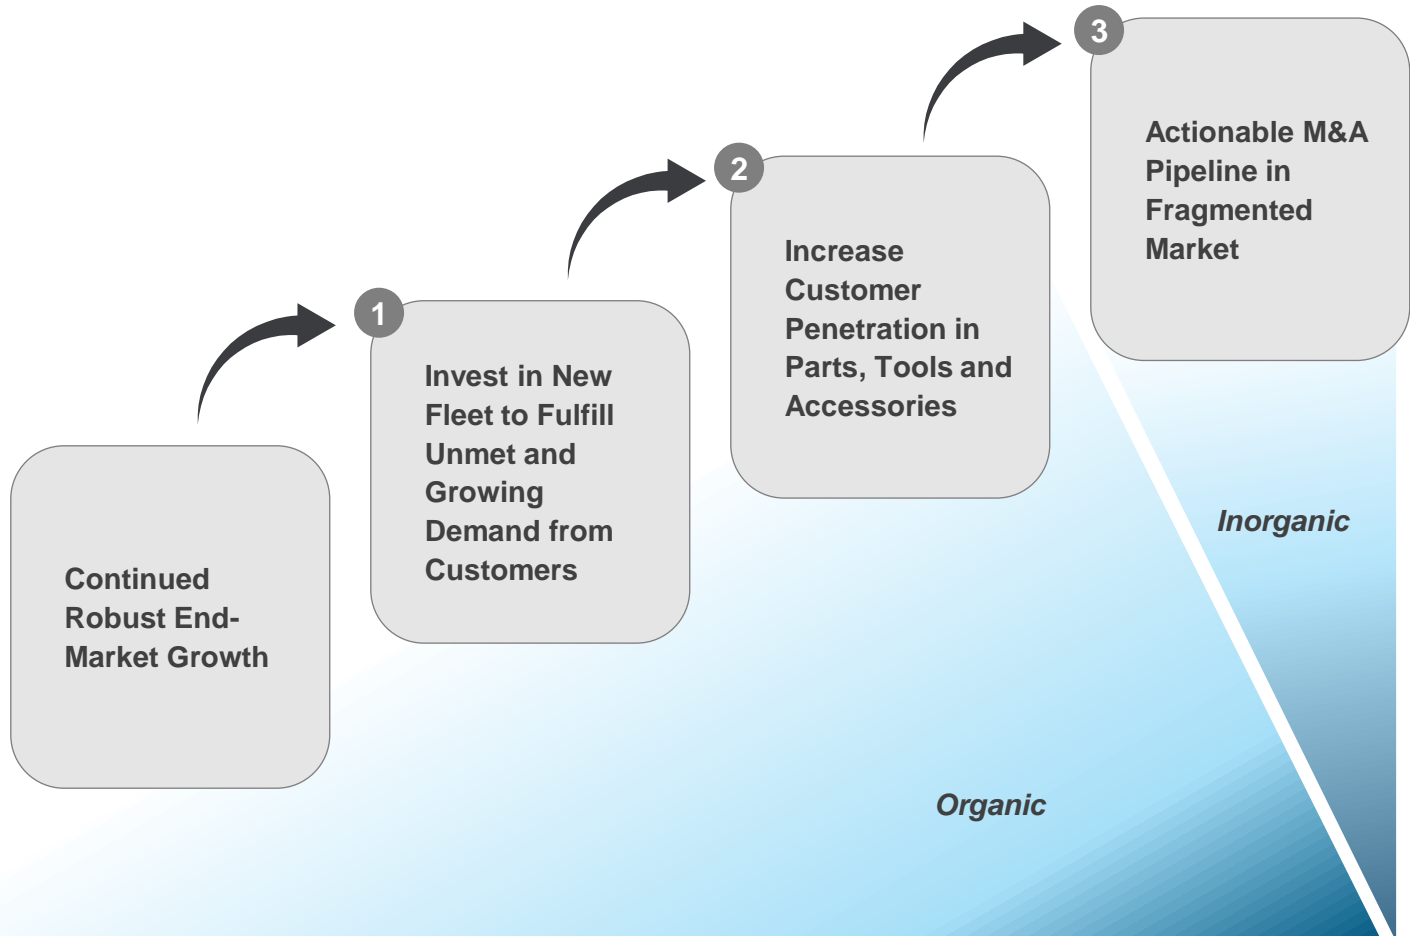 Continued
Robust End-
Market Growth
1
Invest in New
Fleet to Fulfill
Unmet and
Growing
Demand from
Customers
2
Increase
Customer
Penetration in
Parts, Tools and
Accessories
3
Actionable M&A
Pipeline in
Fragmented
Market
Organic
Inorganic